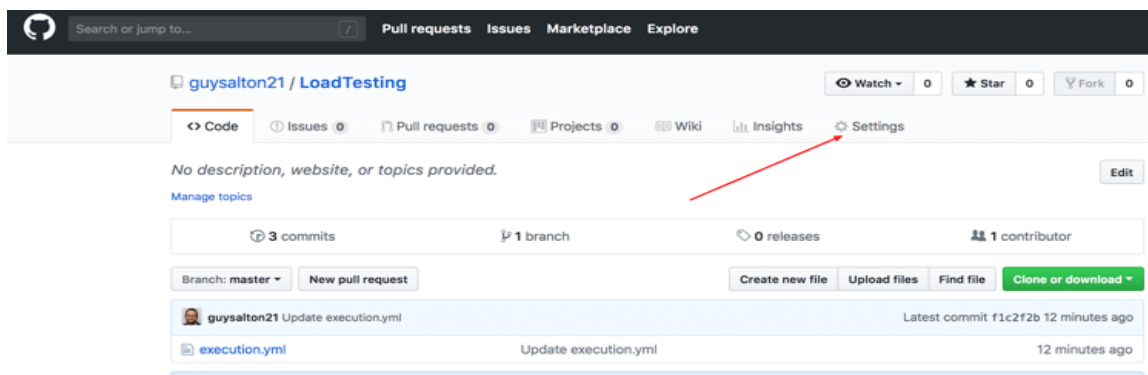 Search or jump to... / Pull requests Issues Marketplace Explore
guysalton21 / LoadTesting Watch 0 Star 0 Fork 0
<> Code Issues 0 Pull requests 0 Projects 0 Wiki Insights Settings
No description, website, or topics provided. Edit
Manage topics
3 commits 1 branch 0 releases 1 contributor
Branch: master New pull request Create new file Upload files Find file Clone or download
guysalton21 Update execution.yml Latest commit f1c2f2b 12 minutes ago
execution.yml Update execution.yml 12 minutes ago